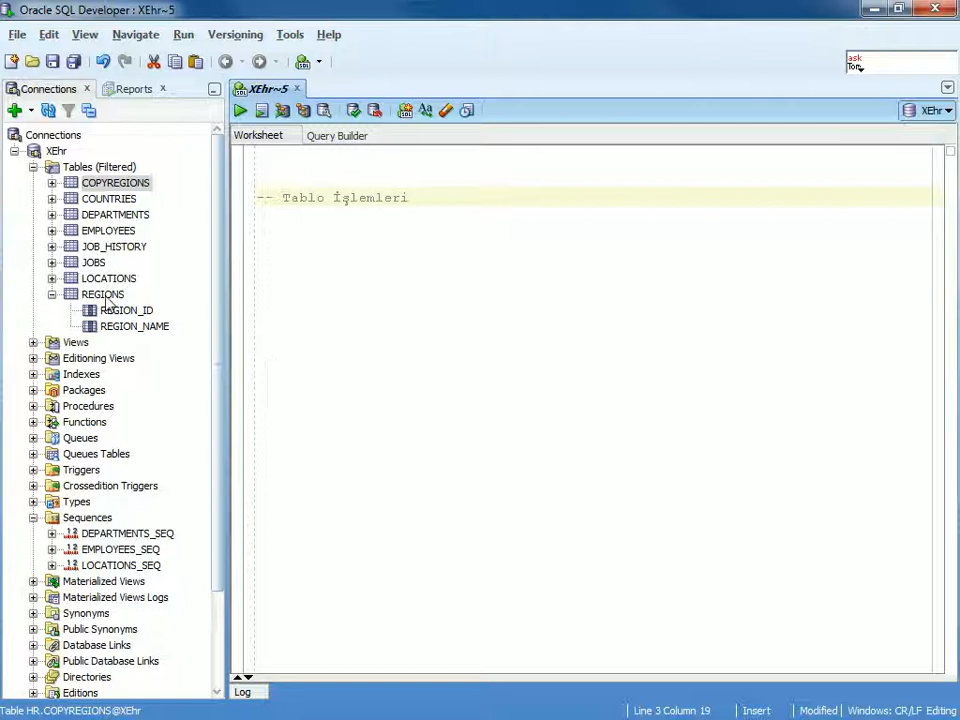 Oracle SQL Developer : XEhr~5
File Edit View Navigate Run Versioning Tools Help
ask
Tom
Connections Reports XEhr~5
XEhr
Worksheet Query Builder
Connections
XEhr
Tables (Filtered)
COPYREGIONS
COUNTRIES
DEPARTMENTS
EMPLOYEES
JOB_HISTORY
JOBS
LOCATIONS
REGIONS
REGION_ID
REGION_NAME
Views
Editioning Views
Indexes
Packages
Procedures
Functions
Queues
Queues Tables
Triggers
Crossedition Triggers
Types
Sequences
DEPARTMENTS_SEQ
EMPLOYEES_SEQ
LOCATIONS_SEQ
Materialized Views
Materialized Views Logs
Synonyms
Public Synonyms
Database Links
Public Database Links
Directories
Editions
-- Tablo İşlemleri
Log
Table HR.COPYREGIONS@XEhr Line 3 Column 19 Insert Modified Windows: CR/LF Editing